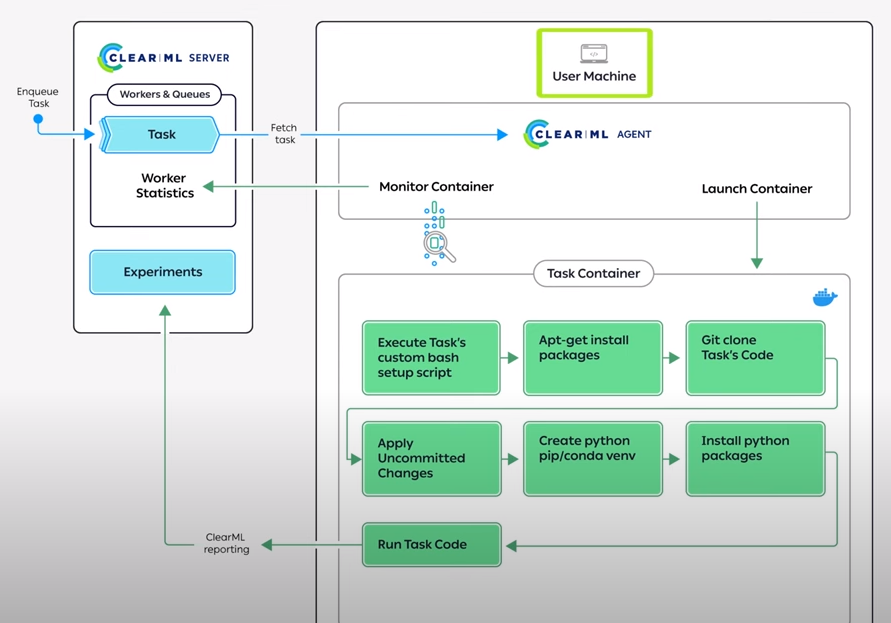 CLEAR|ML SERVER
Workers & Queues
Enqueue
Task
Task
Fetch
task
Worker
Statistics
Experiments
User Machine
CLEAR|ML AGENT
Monitor Container
Launch Container
Task Container
Execute Task's
custom bash
setup script
Apt-get install
packages
Git clone
Task's Code
Apply
Uncommitted
Changes
Create python
pip/conda venv
Install python
packages
Run Task Code
ClearML
reporting